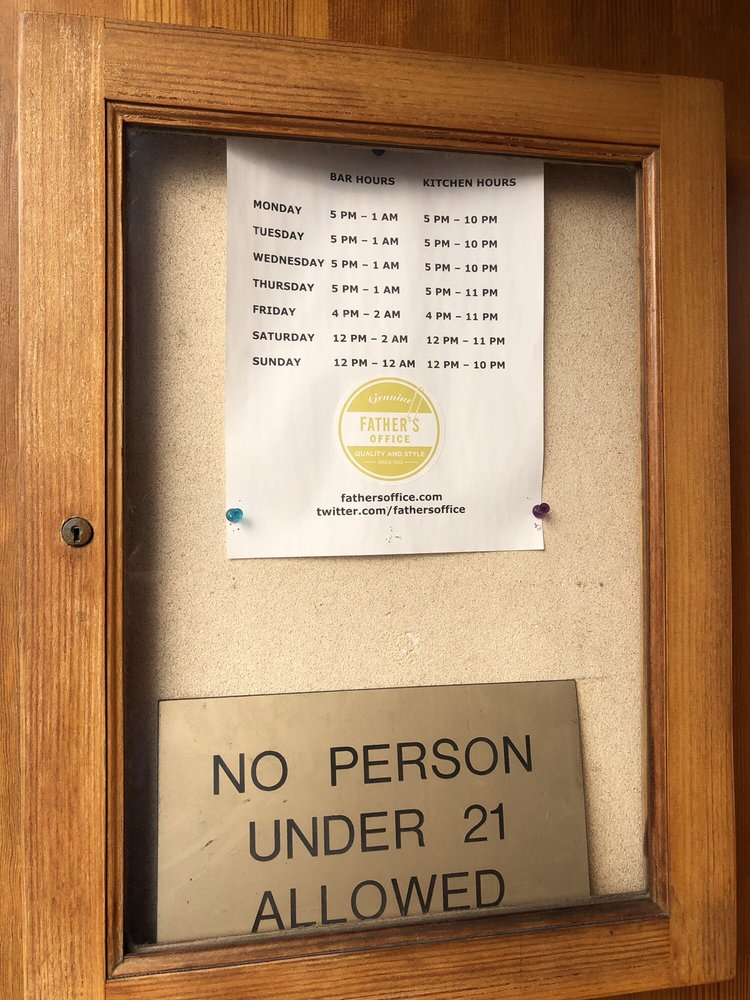 BAR HOURS KITCHEN HOURS
MONDAY 5 PM – 1 AM 5 PM – 10 PM
TUESDAY 5 PM – 1 AM 5 PM – 10 PM
WEDNESDAY 5 PM – 1 AM 5 PM – 10 PM
THURSDAY 5 PM – 1 AM 5 PM – 11 PM
FRIDAY 4 PM – 2 AM 4 PM – 11 PM
SATURDAY 12 PM – 2 AM 12 PM – 11 PM
SUNDAY 12 PM – 12 AM 12 PM – 10 PM
Genuine
FATHER'S
OFFICE
QUALITY AND STYLE
SINCE 1953
fathersoffice.com
twitter.com/fathersoffice
NO PERSON
UNDER 21
ALLOWED